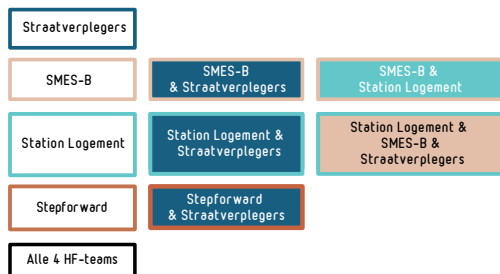 Straatverplegers
SMES-B
SMES-B
& Straatverplegers
SMES-B &
Station Logement
Station Logement
Station Logement &
Straatverplegers
Station Logement &
SMES-B &
Straatverplegers
Stepforward
Stepforward
& Straatverplegers
Alle 4 HF-teams